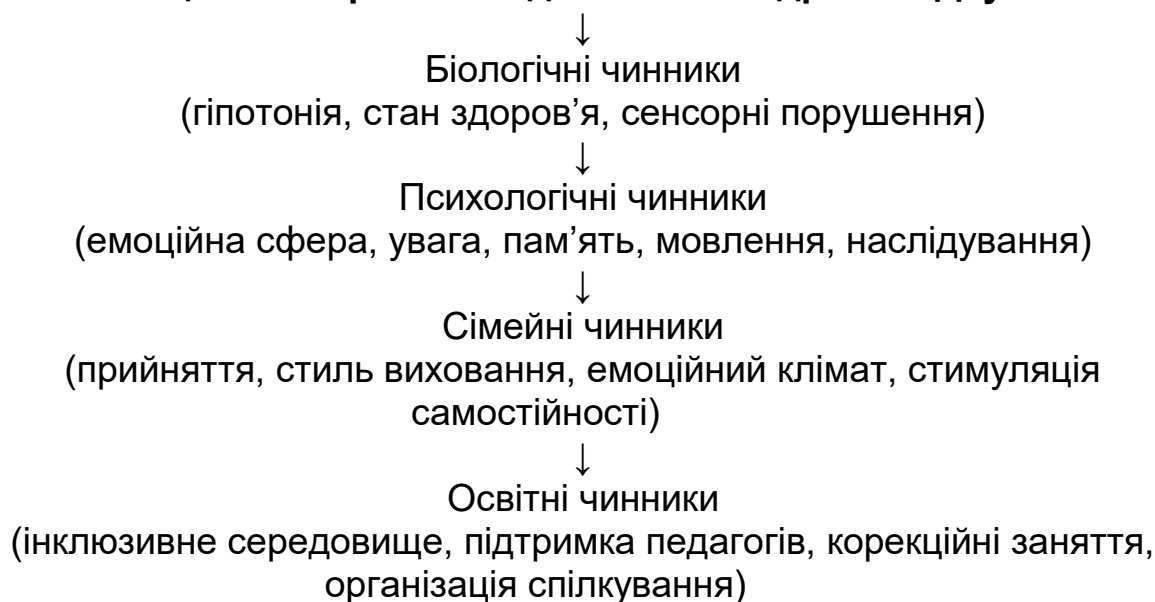 ↓
Біологічні чинники
(гіпотонія, стан здоров’я, сенсорні порушення)
↓
Психологічні чинники
(емоційна сфера, увага, пам’ять, мовлення, наслідування)
↓
Сімейні чинники
(прийняття, стиль виховання, емоційний клімат, стимуляція
самостійності)
↓
Освітні чинники
(інклюзивне середовище, підтримка педагогів, корекційні заняття,
організація спілкування)